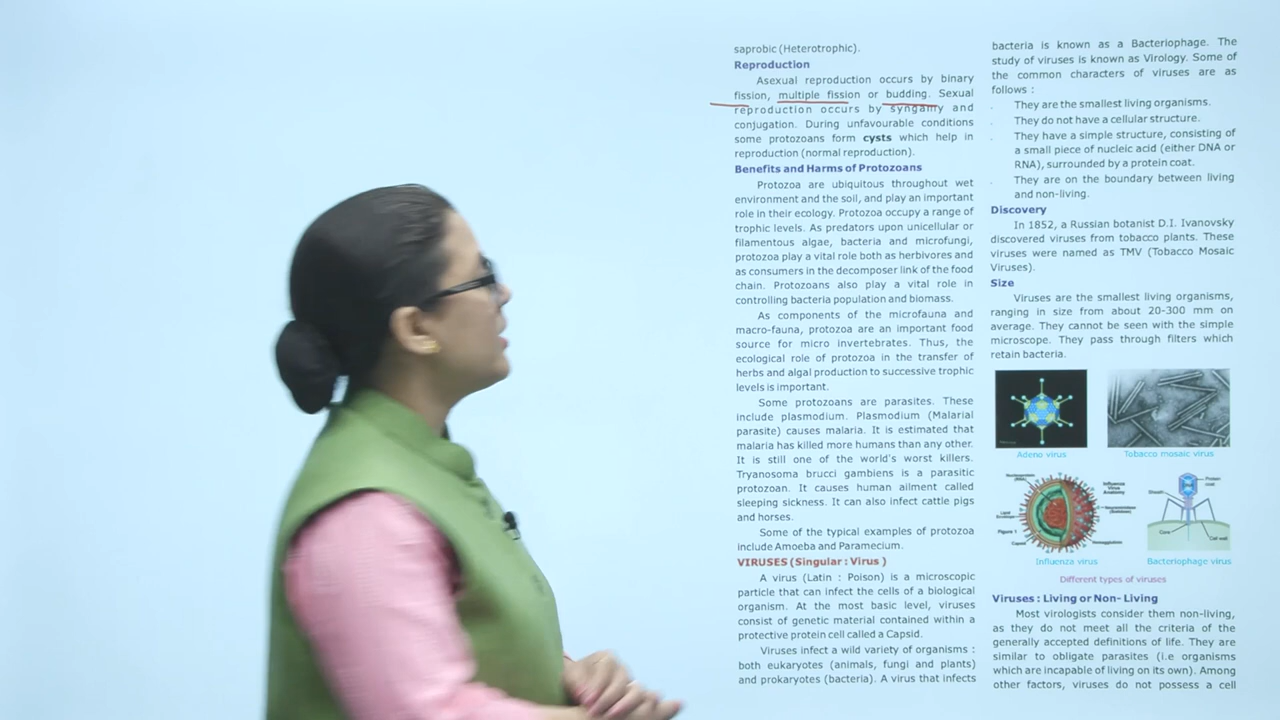 saprobic (Heterotrophic).
Reproduction
Asexual reproduction occurs by binary
fission, multiple fission or budding. Sexual
reproduction occurs by syngamy and
conjugation. During unfavourable conditions
some protozoans form cysts which help in
reproduction (normal reproduction).
Benefits and Harms of Protozoans
Protozoa are ubiquitous throughout wet
environment and the soil, and play an important
role in their ecology. Protozoa occupy a range of
trophic levels. As predators upon unicellular or
filamentous algae, bacteria and microfungi,
protozoa play a vital role both as herbivores and
as consumers in the decomposer link of the food
chain. Protozoans also play a vital role in
controlling bacteria population and biomass.
As components of the microfauna and
macro-fauna, protozoa are an important food
source for micro invertebrates. Thus, the
ecological role of protozoa in the transfer of
herbs and algal production to successive trophic
levels is important.
Some protozoans are parasites. These
include plasmodium. Plasmodium (Malarial
parasite) causes malaria. It is estimated that
malaria has killed more humans than any other.
It is still one of the world's worst killers.
Tryanosoma brucci gambiens is a parasitic
protozoan. It causes human ailment called
sleeping sickness. It can also infect cattle pigs
and horses.
Some of the typical examples of protozoa
include Amoeba and Paramecium.
VIRUSES (Singular : Virus )
A virus (Latin : Poison) is a microscopic
particle that can infect the cells of a biological
organism. At the most basic level, viruses
consist of genetic material contained within a
protective protein cell called a Capsid.
Viruses infect a wild variety of organisms :
both eukaryotes (animals, fungi and plants)
and prokaryotes (bacteria). A virus that infects
bacteria is known as a Bacteriophage. The
study of viruses is known as Virology. Some of
the common characters of viruses are as
follows :
They are the smallest living organisms.
They do not have a cellular structure.
They have a simple structure, consisting of
a small piece of nucleic acid (either DNA or
RNA), surrounded by a protein coat.
They are on the boundary between living
and non-living.
Discovery
In 1852, a Russian botanist D.I. Ivanovsky
discovered viruses from tobacco plants. These
viruses were named as TMV (Tobacco Mosaic
Viruses).
Size
Viruses are the smallest living organisms,
ranging in size from about 20-300 mm on
average. They cannot be seen with the simple
microscope. They pass through filters which
retain bacteria.
Adeno virus
Tobacco mosaic virus
Influenza
Virus
Anatomy
Lipid
Envelope
Figure 1
Capsid
Protein
coat
Sheath
Core
Cell wall
Influenza virus
Bacteriophage virus
Different types of viruses
Viruses : Living or Non- Living
Most virologists consider them non-living,
as they do not meet all the criteria of the
generally accepted definitions of life. They are
similar to obligate parasites (i.e organisms
which are incapable of living on its own). Among
other factors, viruses do not possess a cell